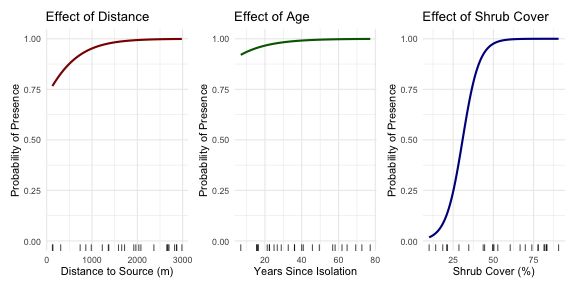 Effect of Distance
Probability of Presence
1.00
0.75
0.50
0.25
0.00
0
1000
2000
3000
Distance to Source (m)
Effect of Age
Probability of Presence
1.00
0.75
0.50
0.25
0.00
20
40
60
80
Years Since Isolation
Effect of Shrub Cover
Probability of Presence
1.00
0.75
0.50
0.25
0.00
25
50
75
Shrub Cover (%)